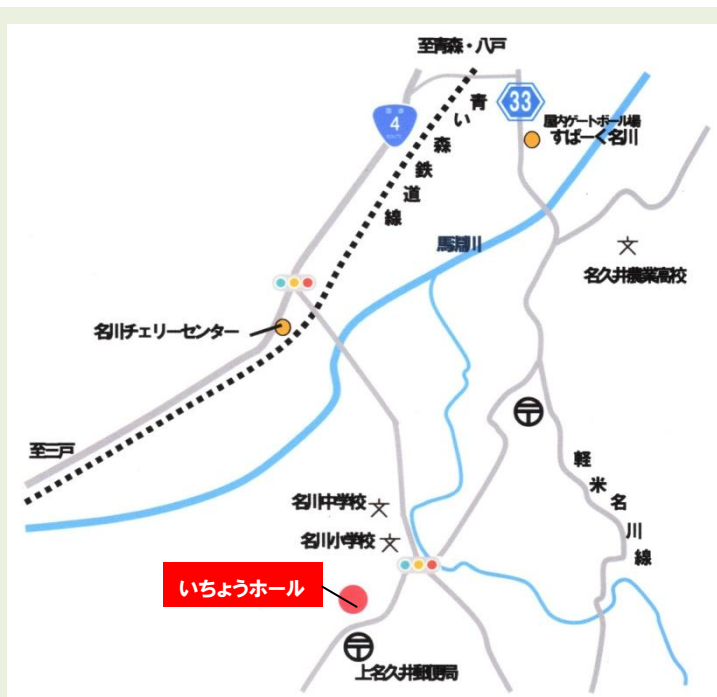 至青森・八戸
国道
4
ROUTE
33
屋内ゲートボール場
すぱーく名川
青い森鉄道線
馬淵川
名久井農業高校
名川チェリーセンター
至三戸
軽米名川線
名川中学校
名川小学校
いちょうホール
上名久井郵便局